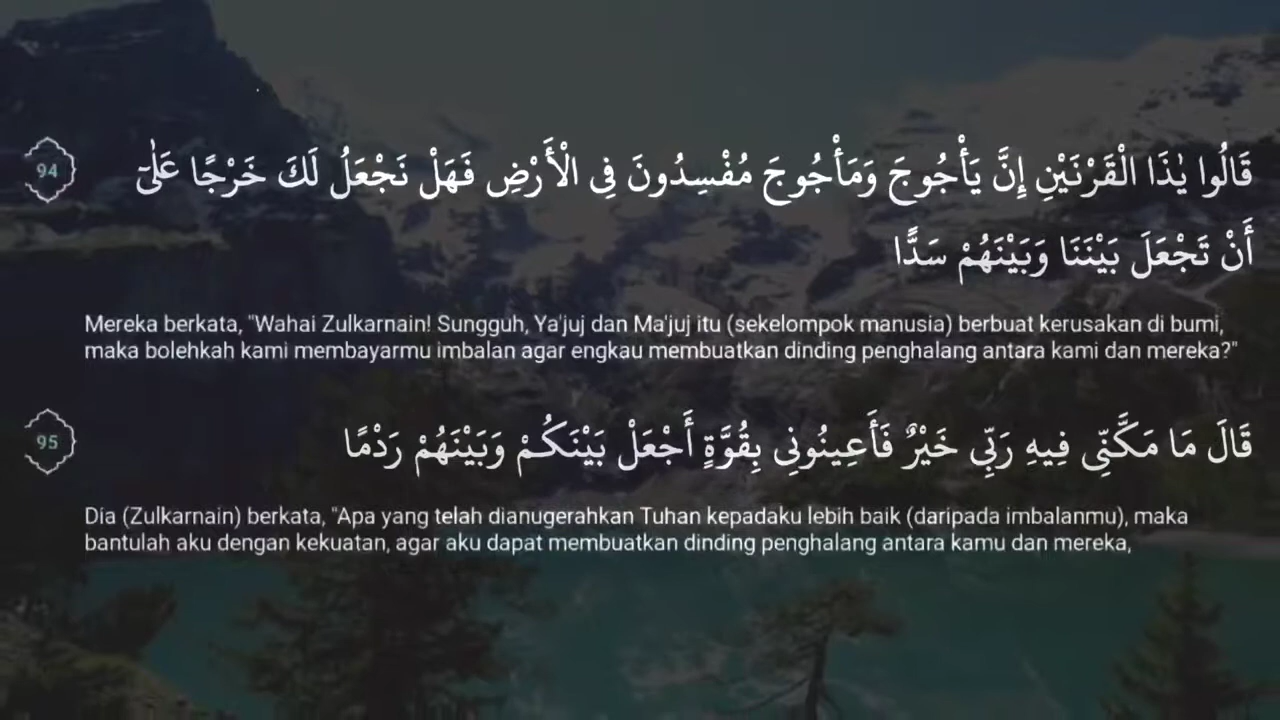 94
قَالُوا يٰذَا الْقَرْنَيْنِ إِنَّ يَأْجُوجَ وَمَأْجُوجَ مُفْسِدُونَ فِى الْأَرْضِ فَهَلْ نَجْعَلُ لَكَ خَرْجًا عَلٰىٓ
أَنْ تَجْعَلَ بَيْنَنَا وَبَيْنَهُمْ سَدًّا
Mereka berkata, "Wahai Zulkarnain! Sungguh, Ya'juj dan Ma'juj itu (sekelompok manusia) berbuat kerusakan di bumi,
maka bolehkah kami membayarmu imbalan agar engkau membuatkan dinding penghalang antara kami dan mereka?"
95
قَالَ مَا مَكَّنِّى فِيهِ رَبِّى خَيْرٌ فَأَعِينُونِى بِقُوَّةٍ أَجْعَلْ بَيْنَكُمْ وَبَيْنَهُمْ رَدْمًا
Dia (Zulkarnain) berkata, "Apa yang telah dianugerahkan Tuhan kepadaku lebih baik (daripada imbalanmu), maka
bantulah aku dengan kekuatan, agar aku dapat membuatkan dinding penghalang antara kamu dan mereka,